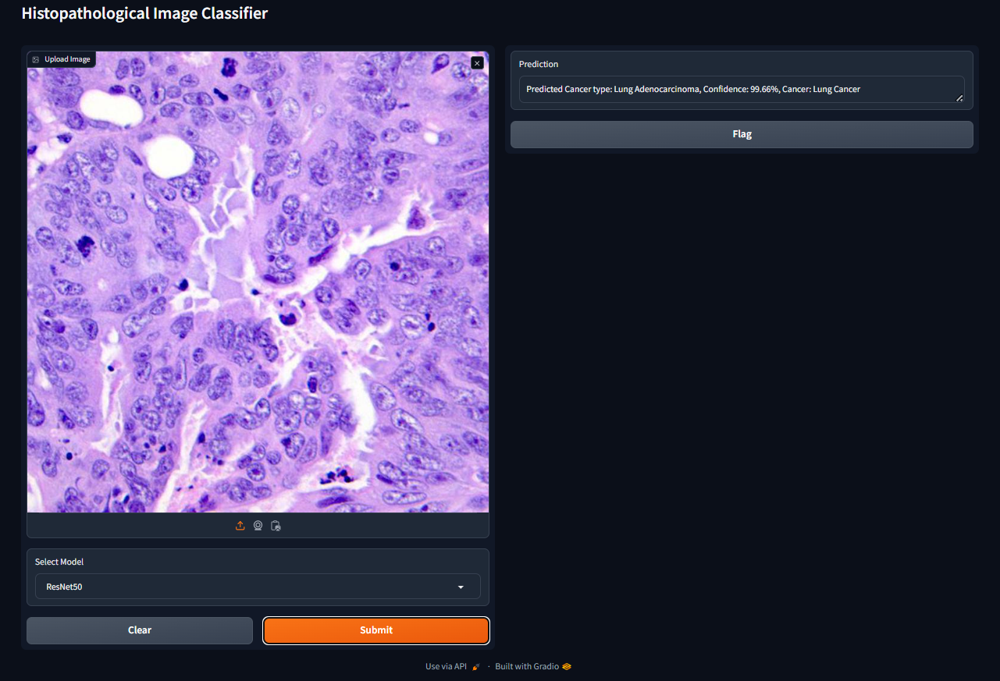 Histopathological Image Classifier
Upload Image
Prediction
Predicted Cancer type: Lung Adenocarcinoma, Confidence: 99.66%, Cancer: Lung Cancer
Flag
Select Model
ResNet50
Clear
Submit
Use via API · Built with Gradio